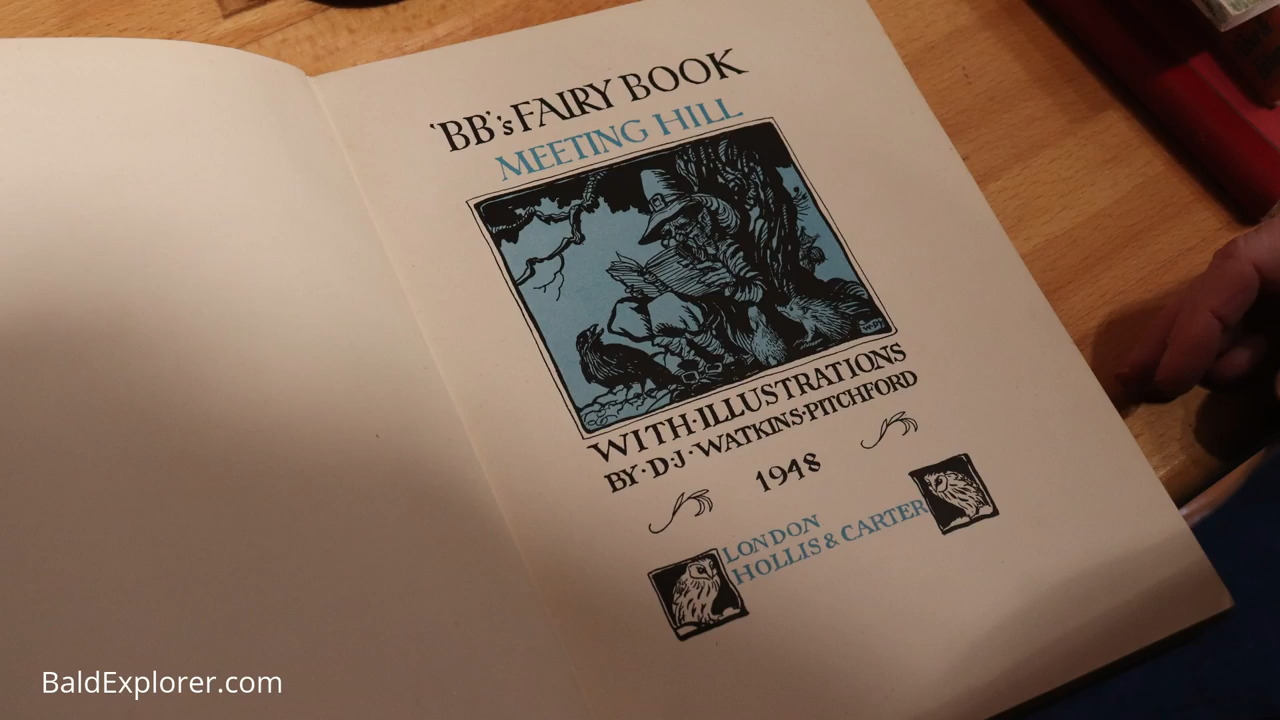 'BB's FAIRY BOOK
MEETING HILL
WITH·ILLUSTRATIONS
BY·D·J·WATKINS·PITCHFORD
1948
LONDON
HOLLIS & CARTER
BaldExplorer.com